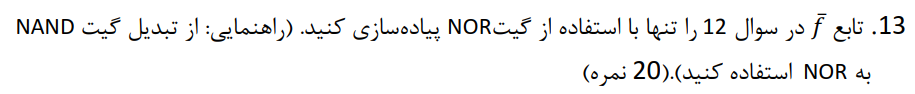 13. تابع f̄ در سوال 12 را تنها با استفاده از گیتNOR پیاده‌سازی کنید. (راهنمایی: از تبدیل گیت NAND
به NOR استفاده کنید).(20 نمره)